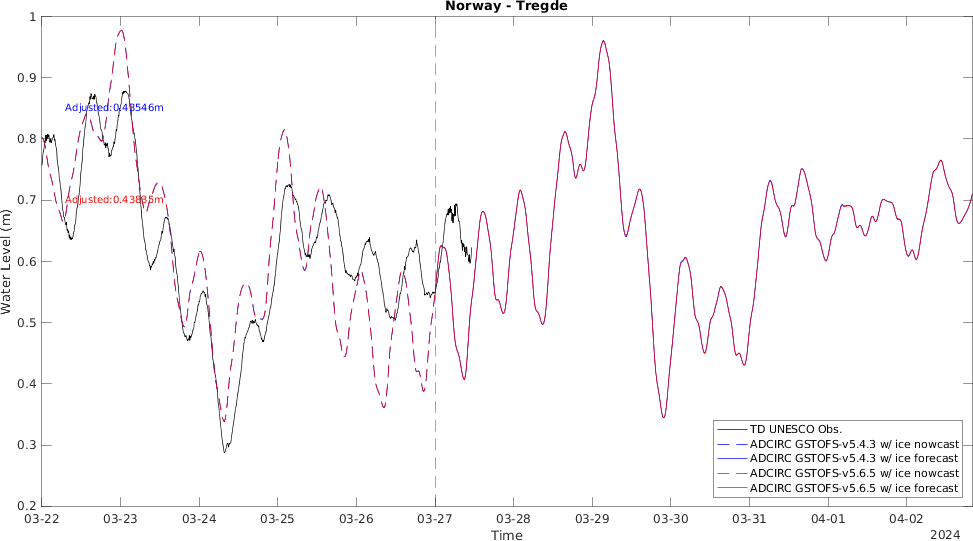 Norway - Tregde
1
0.9
0.8
0.7
0.6
0.5
0.4
0.3
0.2
Water Level (m)
Adjusted:0.43546m
Adjusted:0.43835m
TD UNESCO Obs.
ADCIRC GSTOFS-v5.4.3 w/ ice nowcast
ADCIRC GSTOFS-v5.4.3 w/ ice forecast
ADCIRC GSTOFS-v5.6.5 w/ ice nowcast
ADCIRC GSTOFS-v5.6.5 w/ ice forecast
03-22 03-23 03-24 03-25 03-26 03-27 03-28 03-29 03-30 03-31 04-01 04-02
Time
2024